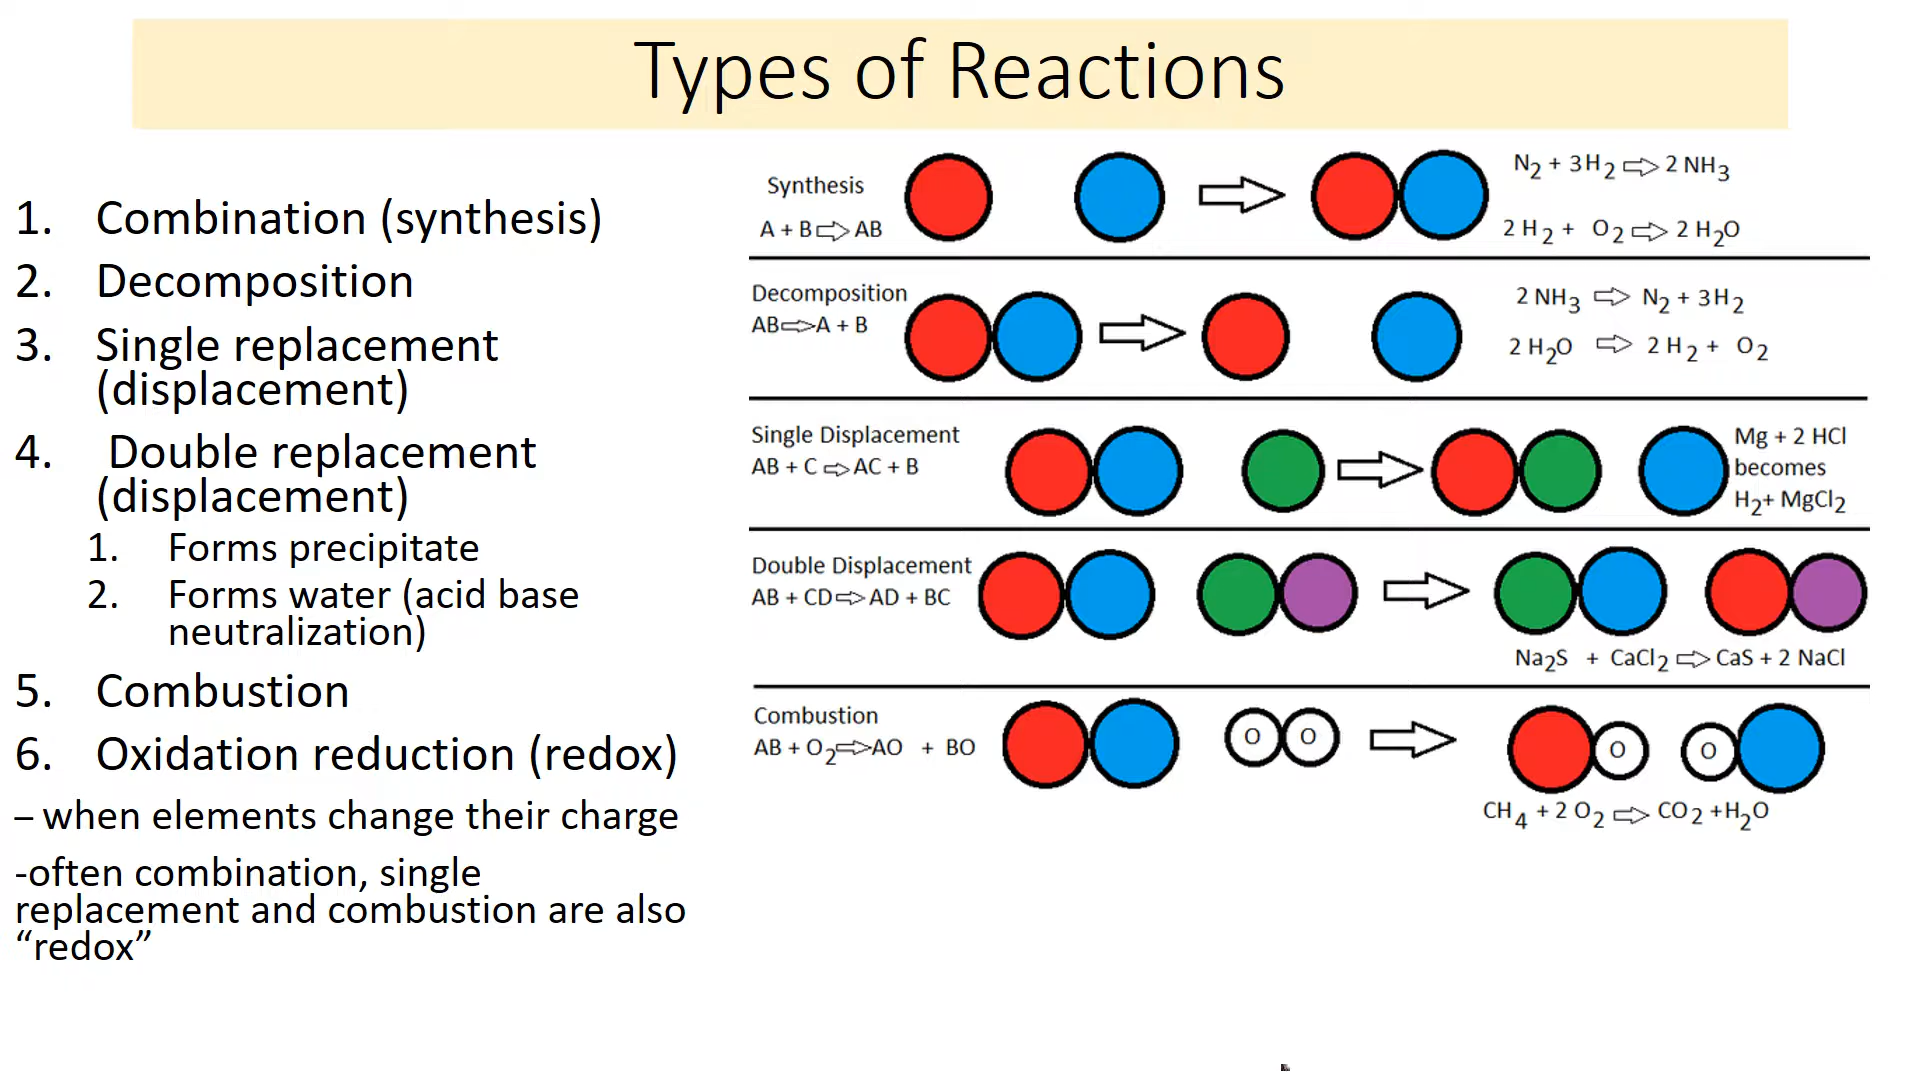 Types of Reactions
1. Combination (synthesis)
2. Decomposition
3. Single replacement
(displacement)
4. Double replacement
(displacement)
1. Forms precipitate
2. Forms water (acid base
neutralization)
5. Combustion
6. Oxidation reduction (redox)
– when elements change their charge
-often combination, single
replacement and combustion are also
“redox”
Synthesis
A + B ⇨ AB
N₂ + 3H₂ ⇨ 2 NH₃
2 H₂ + O₂ ⇨ 2 H₂O
Decomposition
AB ⇨ A + B
2 NH₃ ⇨ N₂ + 3H₂
2 H₂O ⇨ 2 H₂ + O₂
Single Displacement
AB + C ⇨ AC + B
Mg + 2 HCl
becomes
H₂+ MgCl₂
Double Displacement
AB + CD ⇨ AD + BC
Na₂S + CaCl₂ ⇨ CaS + 2 NaCl
Combustion
AB + O₂ ⇨ AO + BO
O O O O
CH₄ + 2 O₂ ⇨ CO₂ +H₂O